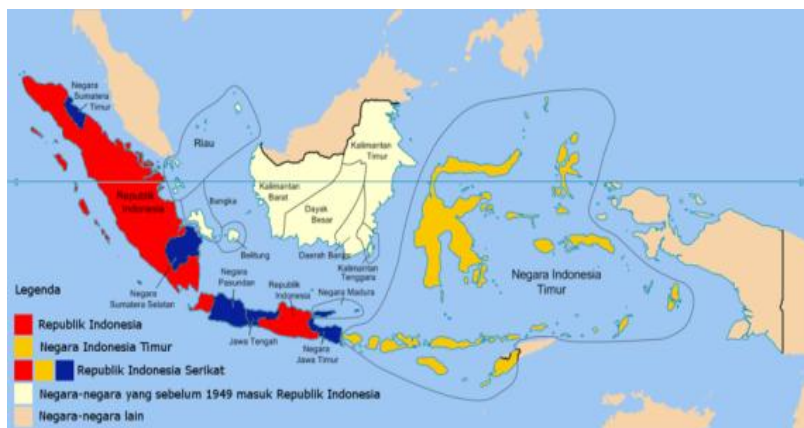 Negara
Sumatera
Timur
Riau
Kalimantan
Timur
Republik
Indonesia
Bangka
Kalimantan
Barat
Dayak
Besar
Belitung
Daerah Banjar
Kalimantan
Tenggara
Negara Indonesia
Timur
Negara
Sumatera Selatan
Negara
Pasundan
Republik
Indonesia
Negara Madura
Jawa Tengah
Negara
Jawa Timur
Legenda
Republik Indonesia
Negara Indonesia Timur
Republik Indonesia Serikat
Negara-negara yang sebelum 1949 masuk Republik Indonesia
Negara-negara lain